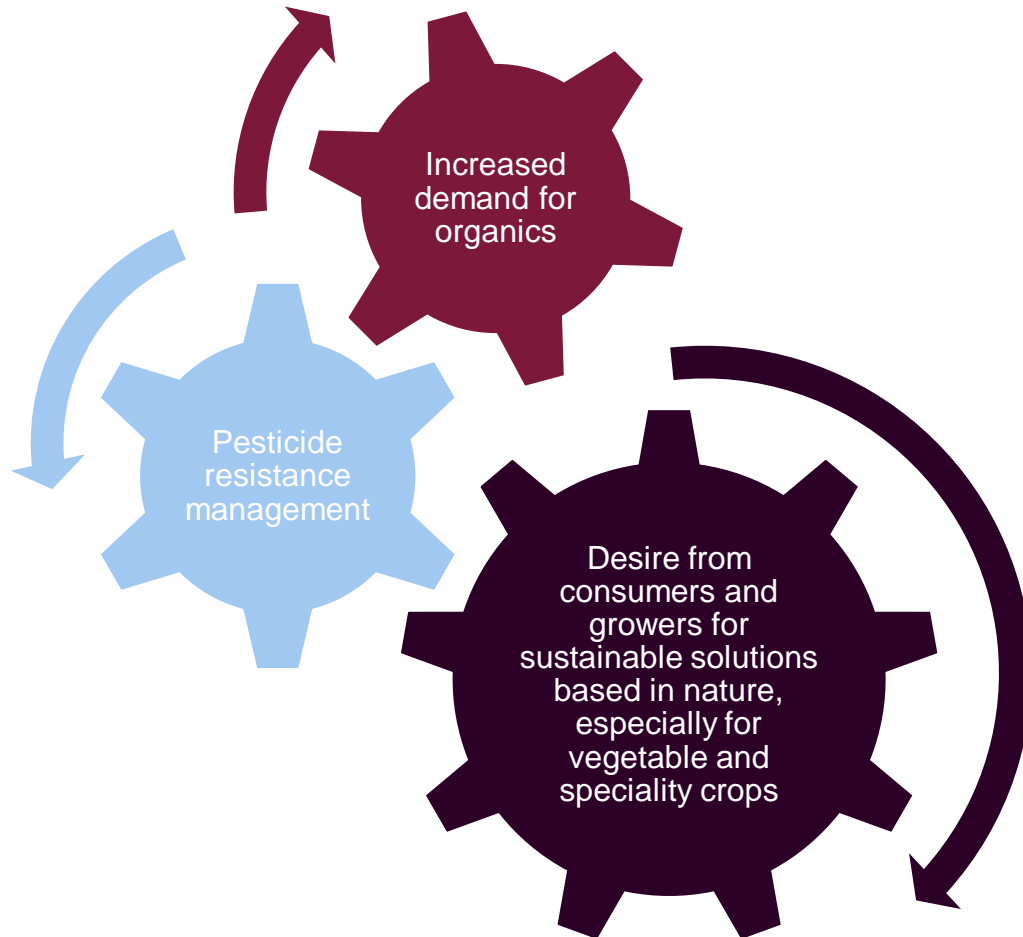 Increased
demand for
organics
Pesticide
resistance
management
Desire from
consumers and
growers for
sustainable solutions
based in nature,
especially for
vegetable and
speciality crops